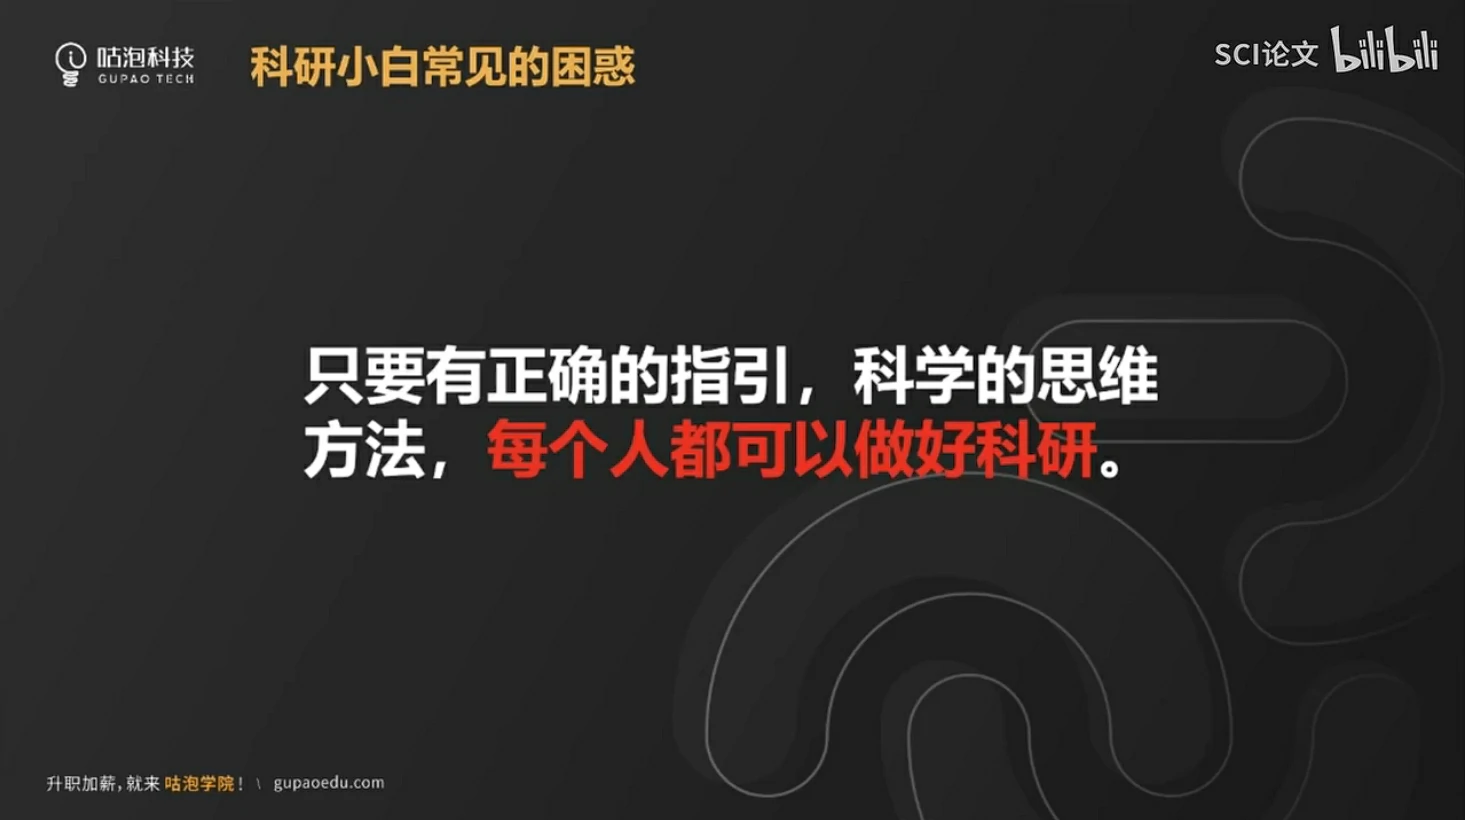 咕泡科技
GUPAO TECH
科研小白常见的困惑
SCI论文 bilibili
只要有正确的指引，科学的思维
方法，每个人都可以做好科研。
升职加薪,就来 咕泡学院！ \ gupaoedu.com